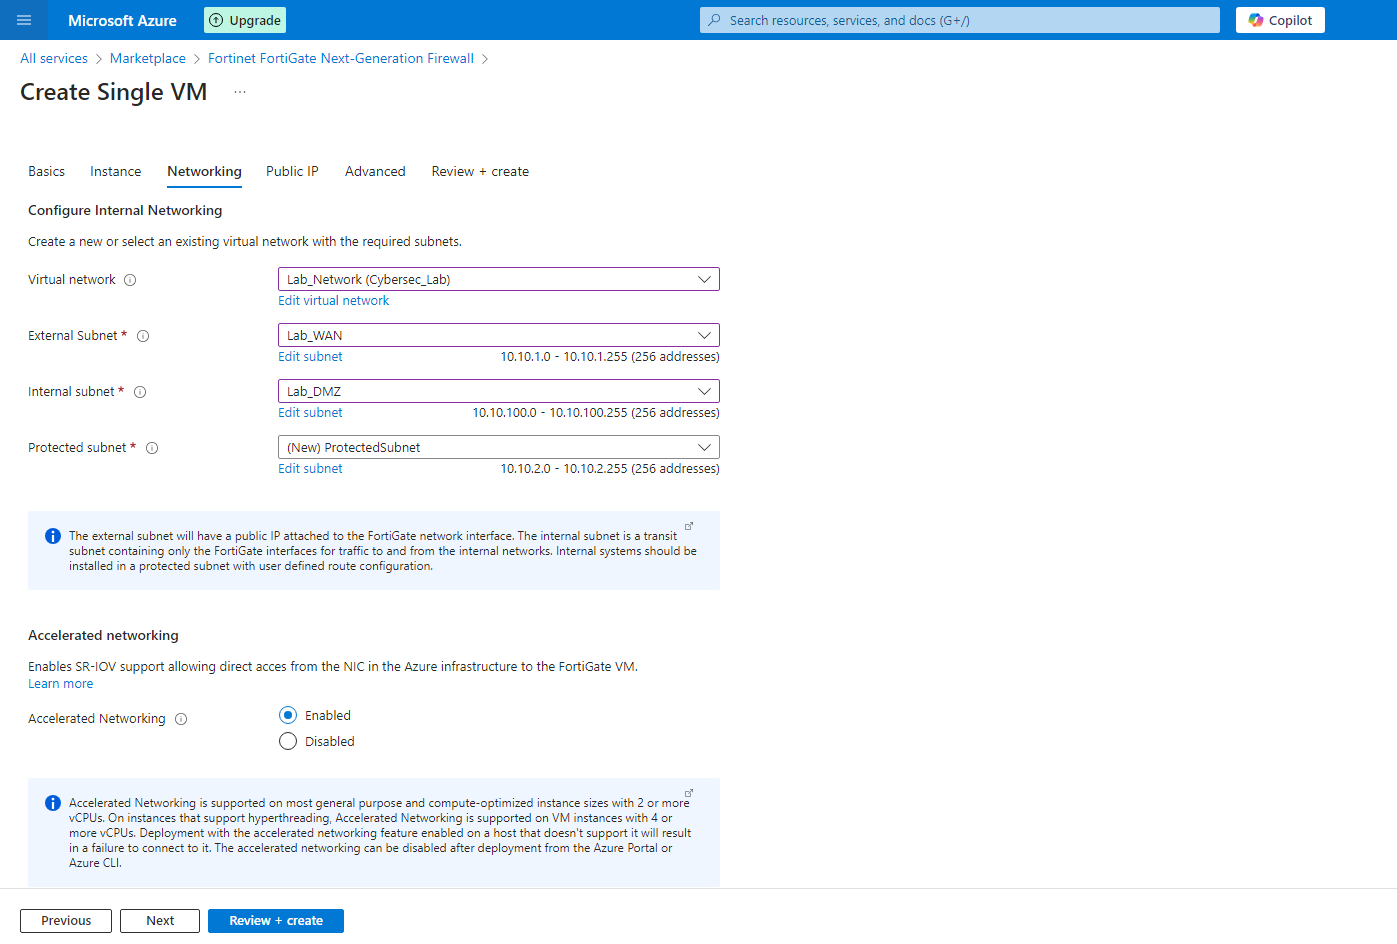 Microsoft Azure
Upgrade
Search resources, services, and docs (G+/)
Copilot
All services > Marketplace > Fortinet FortiGate Next-Generation Firewall >
Create Single VM ...
Basics Instance Networking Public IP Advanced Review + create
Configure Internal Networking
Create a new or select an existing virtual network with the required subnets.
Virtual network
Lab_Network (Cybersec_Lab)
Edit virtual network
External Subnet *
Lab_WAN
Edit subnet
10.10.1.0 - 10.10.1.255 (256 addresses)
Internal subnet *
Lab_DMZ
Edit subnet
10.10.100.0 - 10.10.100.255 (256 addresses)
Protected subnet *
(New) ProtectedSubnet
Edit subnet
10.10.2.0 - 10.10.2.255 (256 addresses)
The external subnet will have a public IP attached to the FortiGate network interface. The internal subnet is a transit
subnet containing only the FortiGate interfaces for traffic to and from the internal networks. Internal systems should be
installed in a protected subnet with user defined route configuration.
Accelerated networking
Enables SR-IOV support allowing direct acces from the NIC in the Azure infrastructure to the FortiGate VM.
Learn more
Accelerated Networking
Enabled
Disabled
Accelerated Networking is supported on most general purpose and compute-optimized instance sizes with 2 or more
vCPUs. On instances that support hyperthreading, Accelerated Networking is supported on VM instances with 4 or
more vCPUs. Deployment with the accelerated networking feature enabled on a host that doesn't support it will result
in a failure to connect to it. The accelerated networking can be disabled after deployment from the Azure Portal or
Azure CLI.
Previous
Next
Review + create